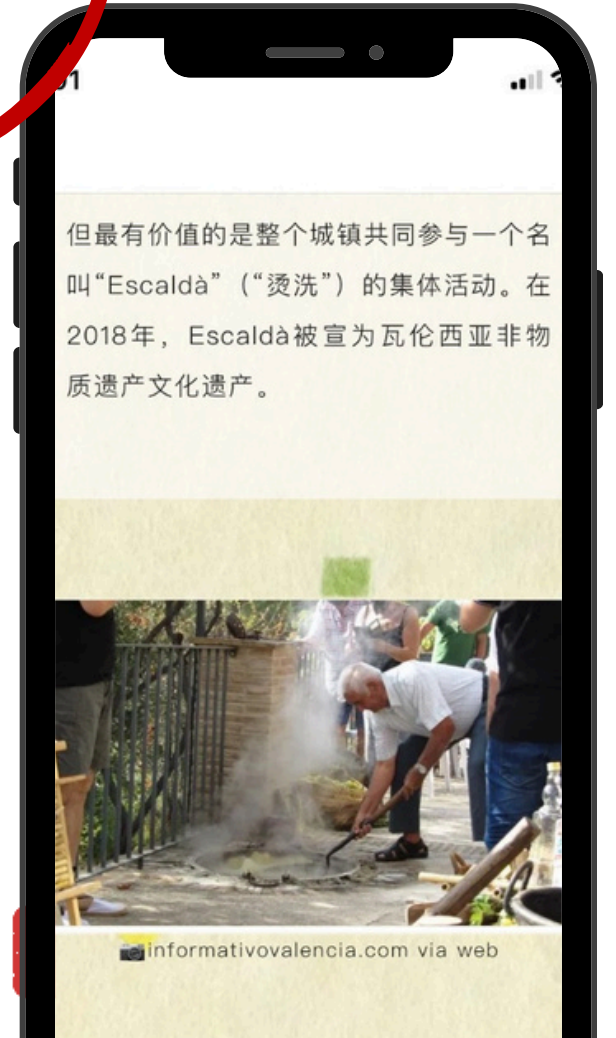 但最有价值的是整个城镇共同参与一个名
叫“Escaldà”（“烫洗”）的集体活动。在
2018年，Escaldà被宣为瓦伦西亚非物
质遗产文化遗产。
informativovalencia.com via web